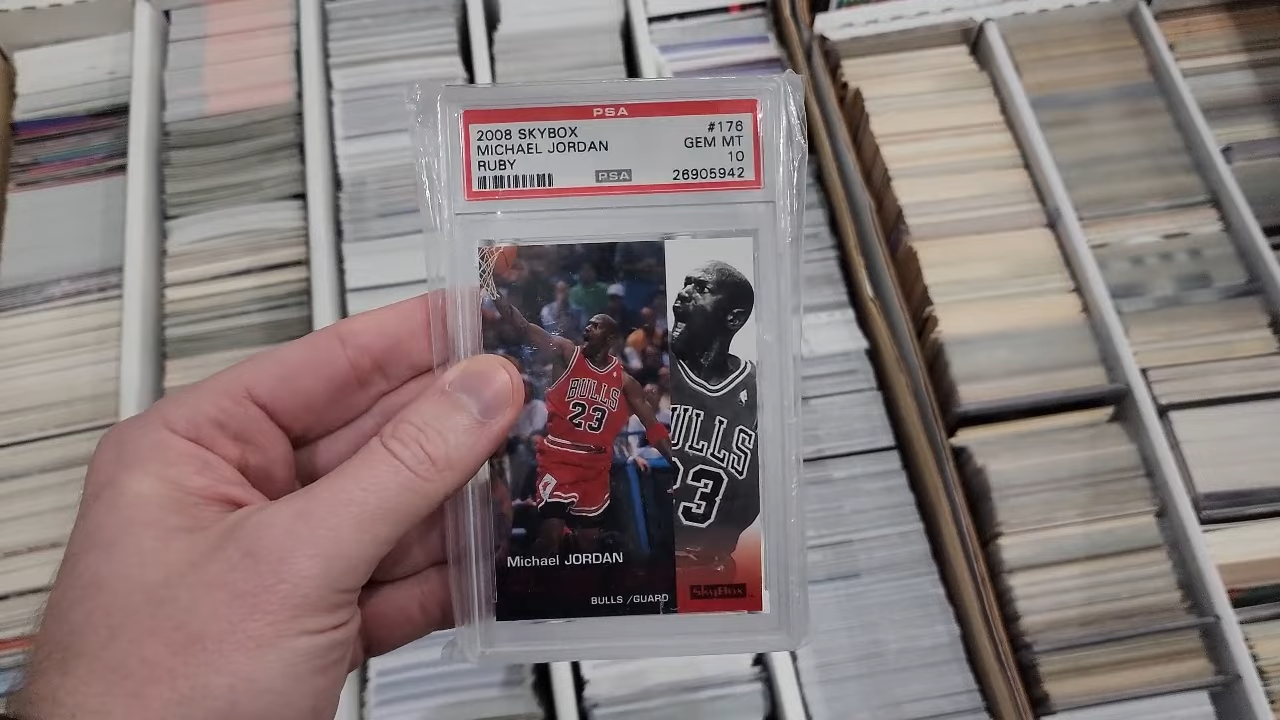 PSA
2008 SKYBOX #176
MICHAEL JORDAN GEM MT
RUBY 10
PSA 26905942
BULLS
23
ULLS
23
Michael JORDAN
BULLS /GUARD
SkyBox